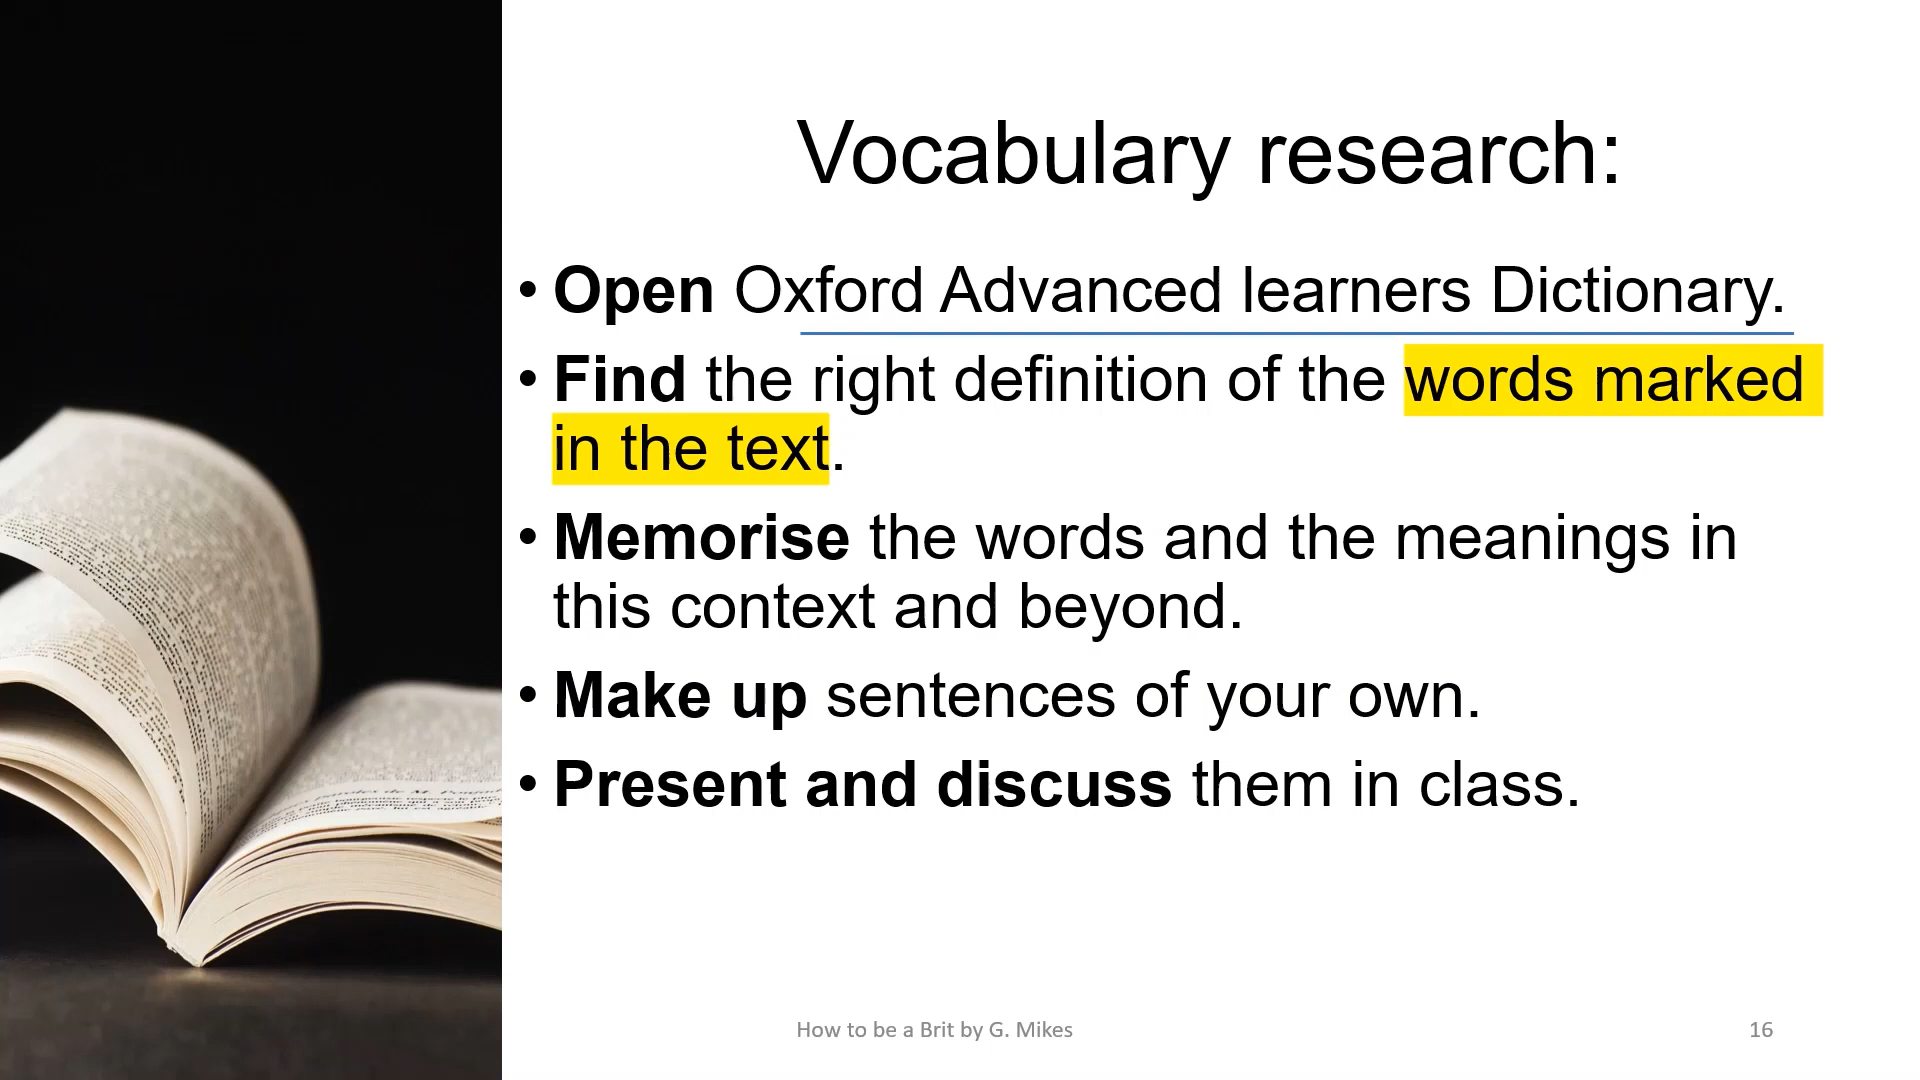 Vocabulary research:
• Open Oxford Advanced learners Dictionary.
• Find the right definition of the words marked
in the text.
• Memorise the words and the meanings in
this context and beyond.
• Make up sentences of your own.
• Present and discuss them in class.
How to be a Brit by G. Mikes
16